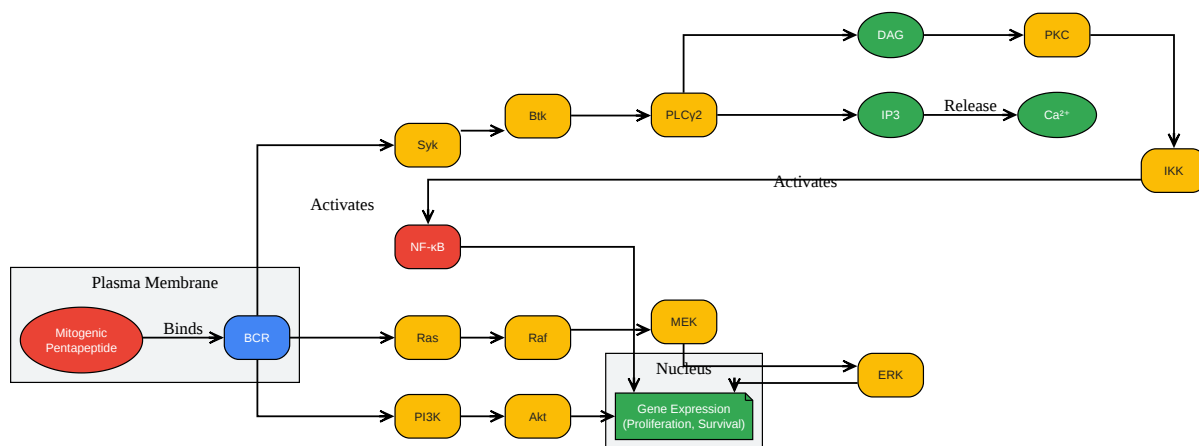 DAG
PKC
Btk
PLCγ2
IP3
Release
Ca²⁺
Syk
IKK
Activates
Activates
NF-κB
Plasma Membrane
Mitogenic
Pentapeptide
Binds
BCR
Ras
Raf
MEK
Nucleus
ERK
PI3K
Akt
Gene Expression
(Proliferation, Survival)